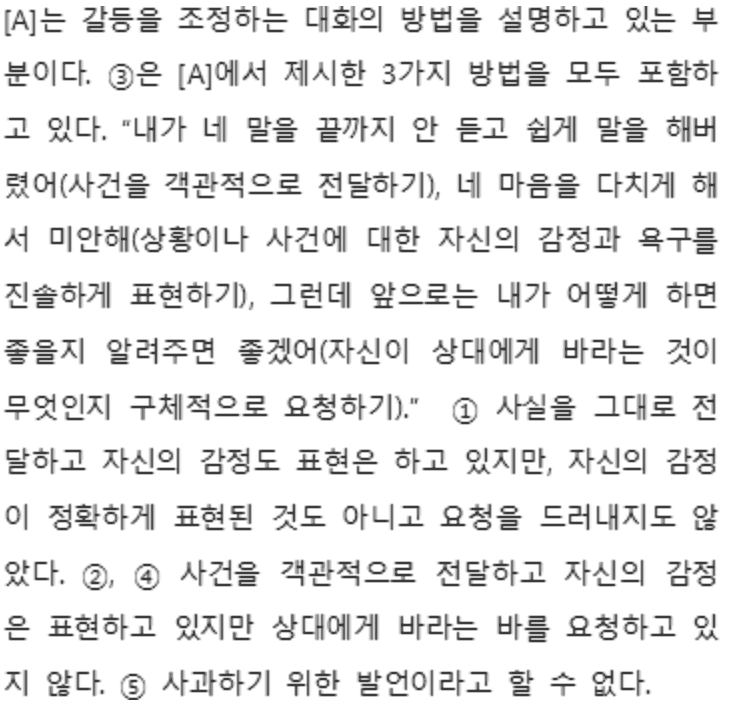 [A]는 갈등을 조정하는 대화의 방법을 설명하고 있는 부
분이다. ③은 [A]에서 제시한 3가지 방법을 모두 포함하
고 있다. “내가 네 말을 끝까지 안 듣고 쉽게 말을 해버
렸어(사건을 객관적으로 전달하기), 네 마음을 다치게 해
서 미안해(상황이나 사건에 대한 자신의 감정과 욕구를
진솔하게 표현하기), 그런데 앞으로는 내가 어떻게 하면
좋을지 알려주면 좋겠어(자신이 상대에게 바라는 것이
무엇인지 구체적으로 요청하기).” ① 사실을 그대로 전
달하고 자신의 감정도 표현은 하고 있지만, 자신의 감정
이 정확하게 표현된 것도 아니고 요청을 드러내지도 않
았다. ②, ④ 사건을 객관적으로 전달하고 자신의 감정
은 표현하고 있지만 상대에게 바라는 바를 요청하고 있
지 않다. ⑤ 사과하기 위한 발언이라고 할 수 없다.